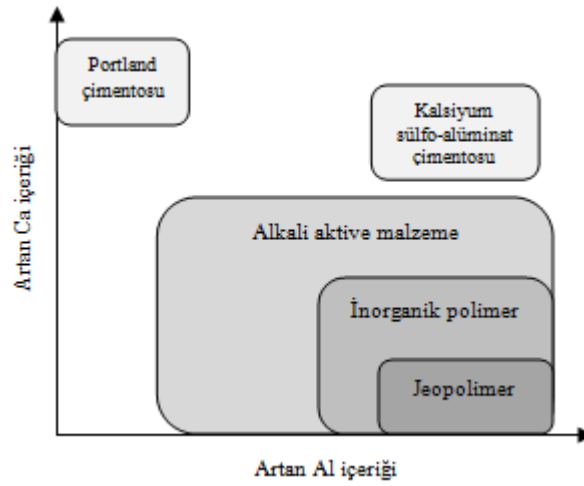 Portland
çimentosu
Kalsiyum
sülfo-alüminat
çimentosu
Alkali aktive malzeme
İnorganik polimer
Jeopolimer
Artan Ca içeriği
Artan Al içeriği